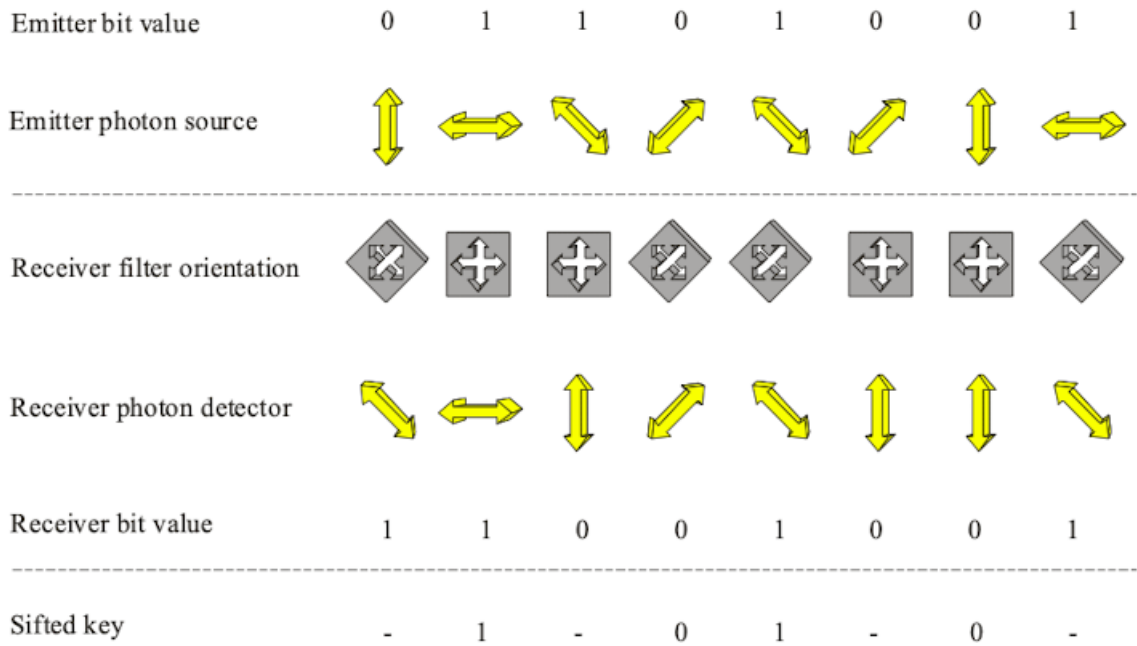 Emitter bit value 0 1 1 0 1 0 0 1
Emitter photon source
Receiver filter orientation
Receiver photon detector
Receiver bit value 1 1 0 0 1 0 0 1
Sifted key - 1 - 0 1 - 0 -